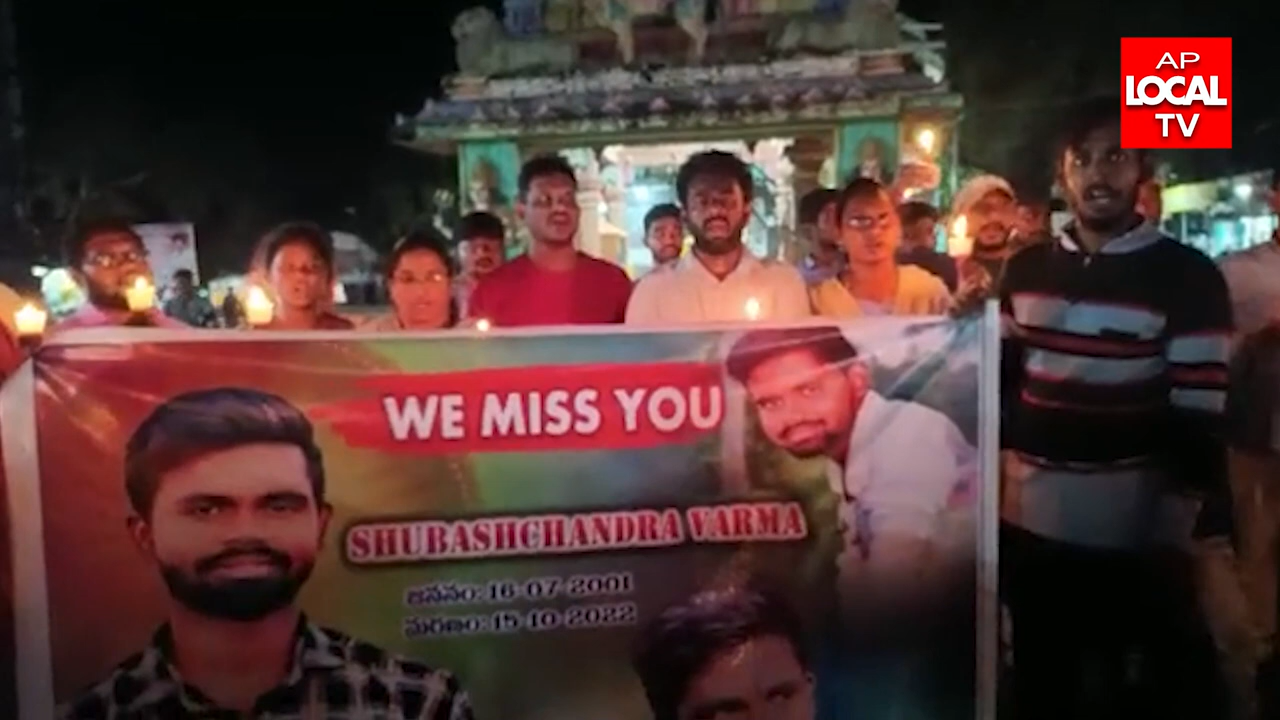 AP
LOCAL
TV
WE MISS YOU
SHUBASHCHANDRA VARMA
జననం: 16-07-2001
మరణం: 15-10-2022